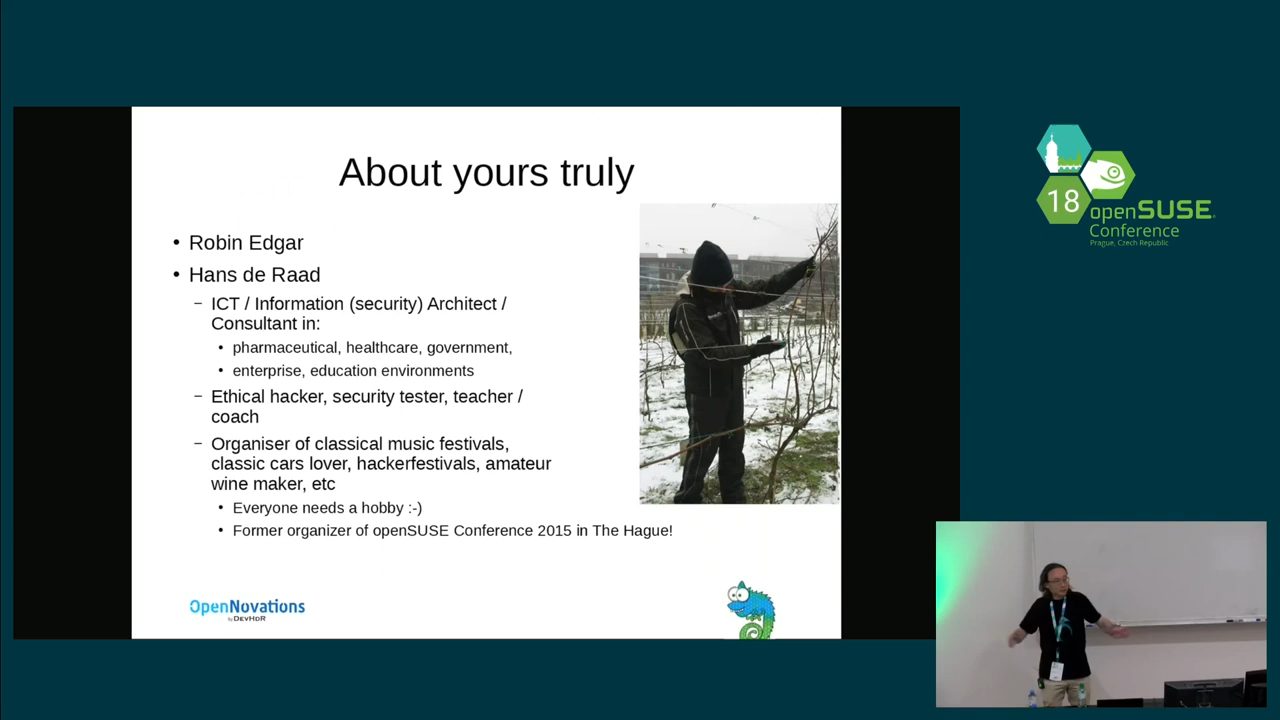 About yours truly
• Robin Edgar
• Hans de Raad
– ICT / Information (security) Architect /
Consultant in:
• pharmaceutical, healthcare, government,
• enterprise, education environments
– Ethical hacker, security tester, teacher /
coach
– Organiser of classical music festivals,
classic cars lover, hackerfestivals, amateur
wine maker, etc
• Everyone needs a hobby :-)
• Former organizer of openSUSE Conference 2015 in The Hague!
OpenNovations
by DEVHDR
18
openSUSE
Conference
Prague, Czech Republic